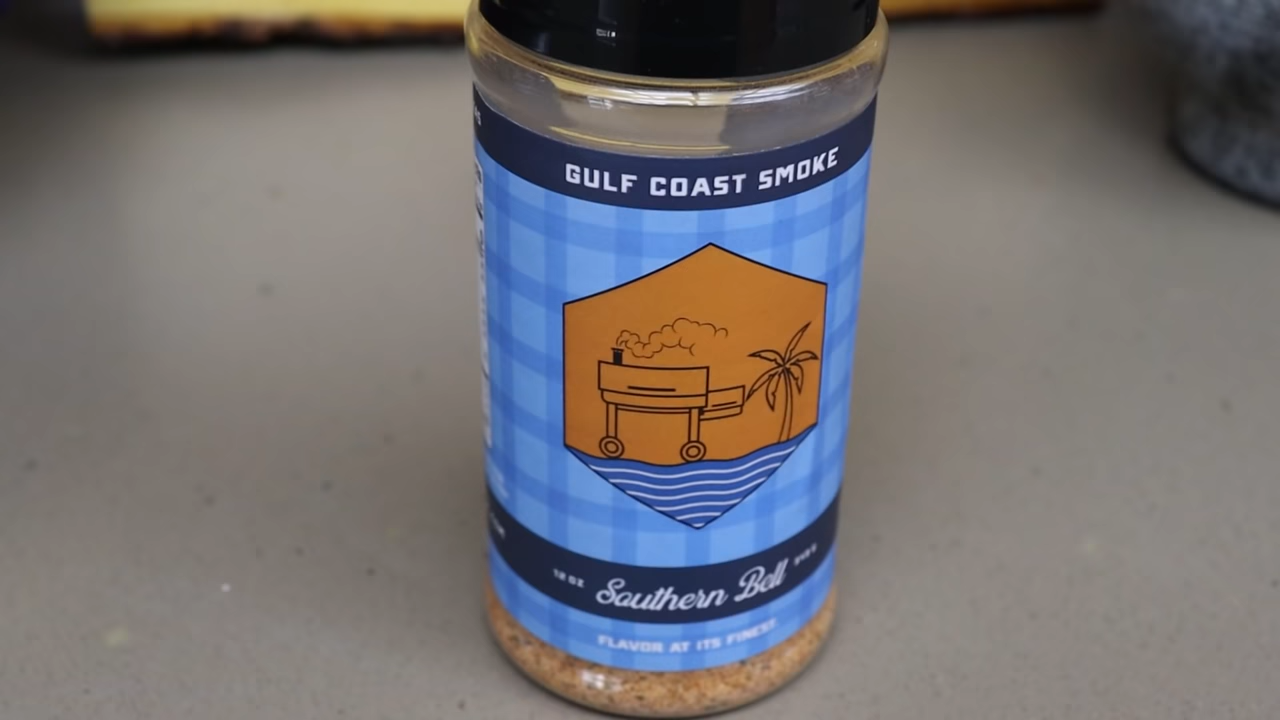 GULF COAST SMOKE
12 OZ Southern Bell
FLAVOR AT ITS FINEST